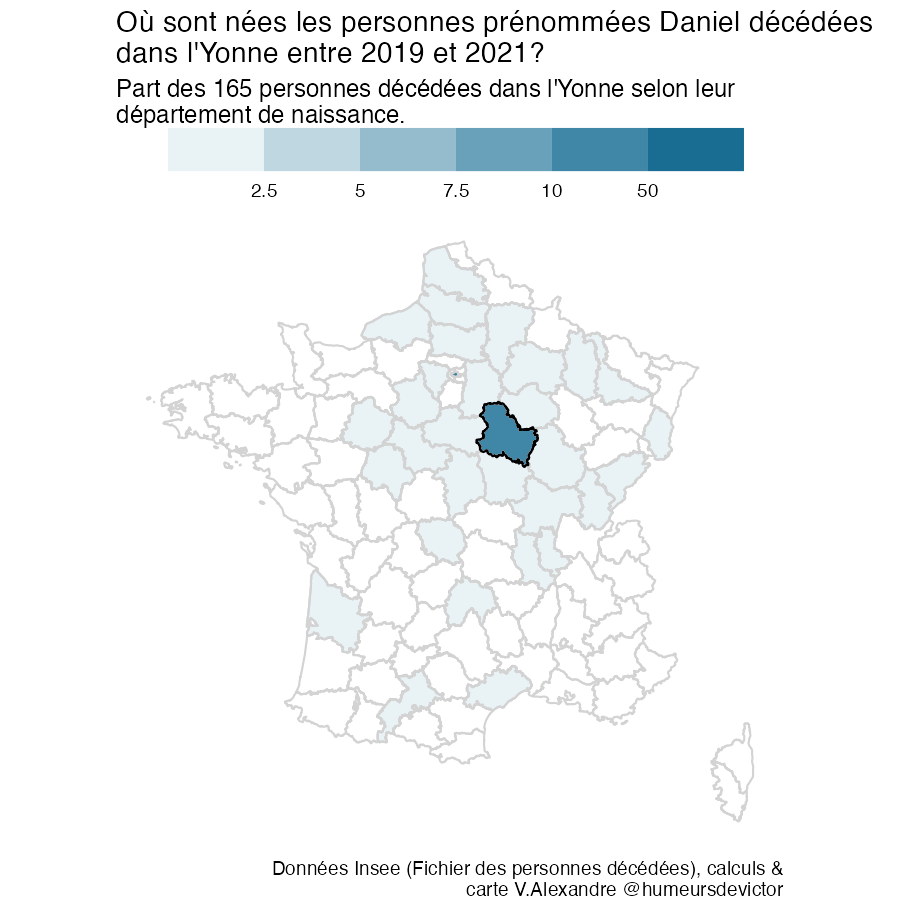 Où sont nées les personnes prénommées Daniel décédées
dans l'Yonne entre 2019 et 2021?
Part des 165 personnes décédées dans l'Yonne selon leur
département de naissance.
2.5 5 7.5 10 50
Données Insee (Fichier des personnes décédées), calculs &
carte V.Alexandre @humeursdevictor